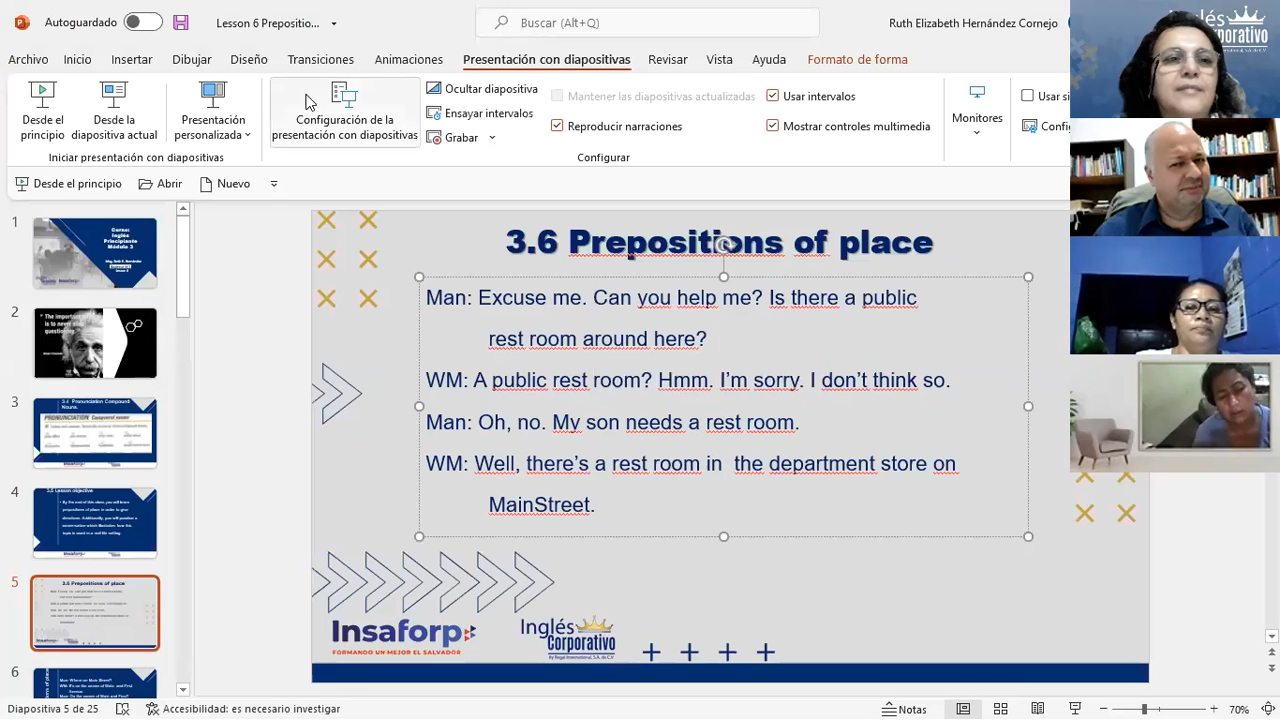 Autoguardado
Lesson 6 Prepositio...
Buscar (Alt+Q)
Ruth Elizabeth Hernández Cornejo
Archivo Inicio Insertar Dibujar Diseño Transiciones Animaciones Presentación con diapositivas Revisar Vista Ayuda Formato de forma
Desde el principio
Desde la diapositiva actual
Presentación personalizada
Iniciar presentación con diapositivas
Configuración de la presentación con diapositivas
Ocultar diapositiva
Ensayar intervalos
Grabar
Mantener las diapositivas actualizadas
Reproducir narraciones
Usar intervalos
Mostrar controles multimedia
Configurar
Monitores
Desde el principio Abrir Nuevo
1
2
3
4
5
6
3.6 Prepositions of place
Man: Excuse me. Can you help me? Is there a public
rest room around here?
WM: A public rest room? Hmm. I'm sorry. I don't think so.
Man: Oh, no. My son needs a rest room.
WM: Well, there's a rest room in the department store on
Main Street.
insaforp
FORMANDO UN MEJOR EL SALVADOR
Inglés
Corporativo
Diapositiva 5 de 25
Accesibilidad: es necesario investigar
Notas
70%